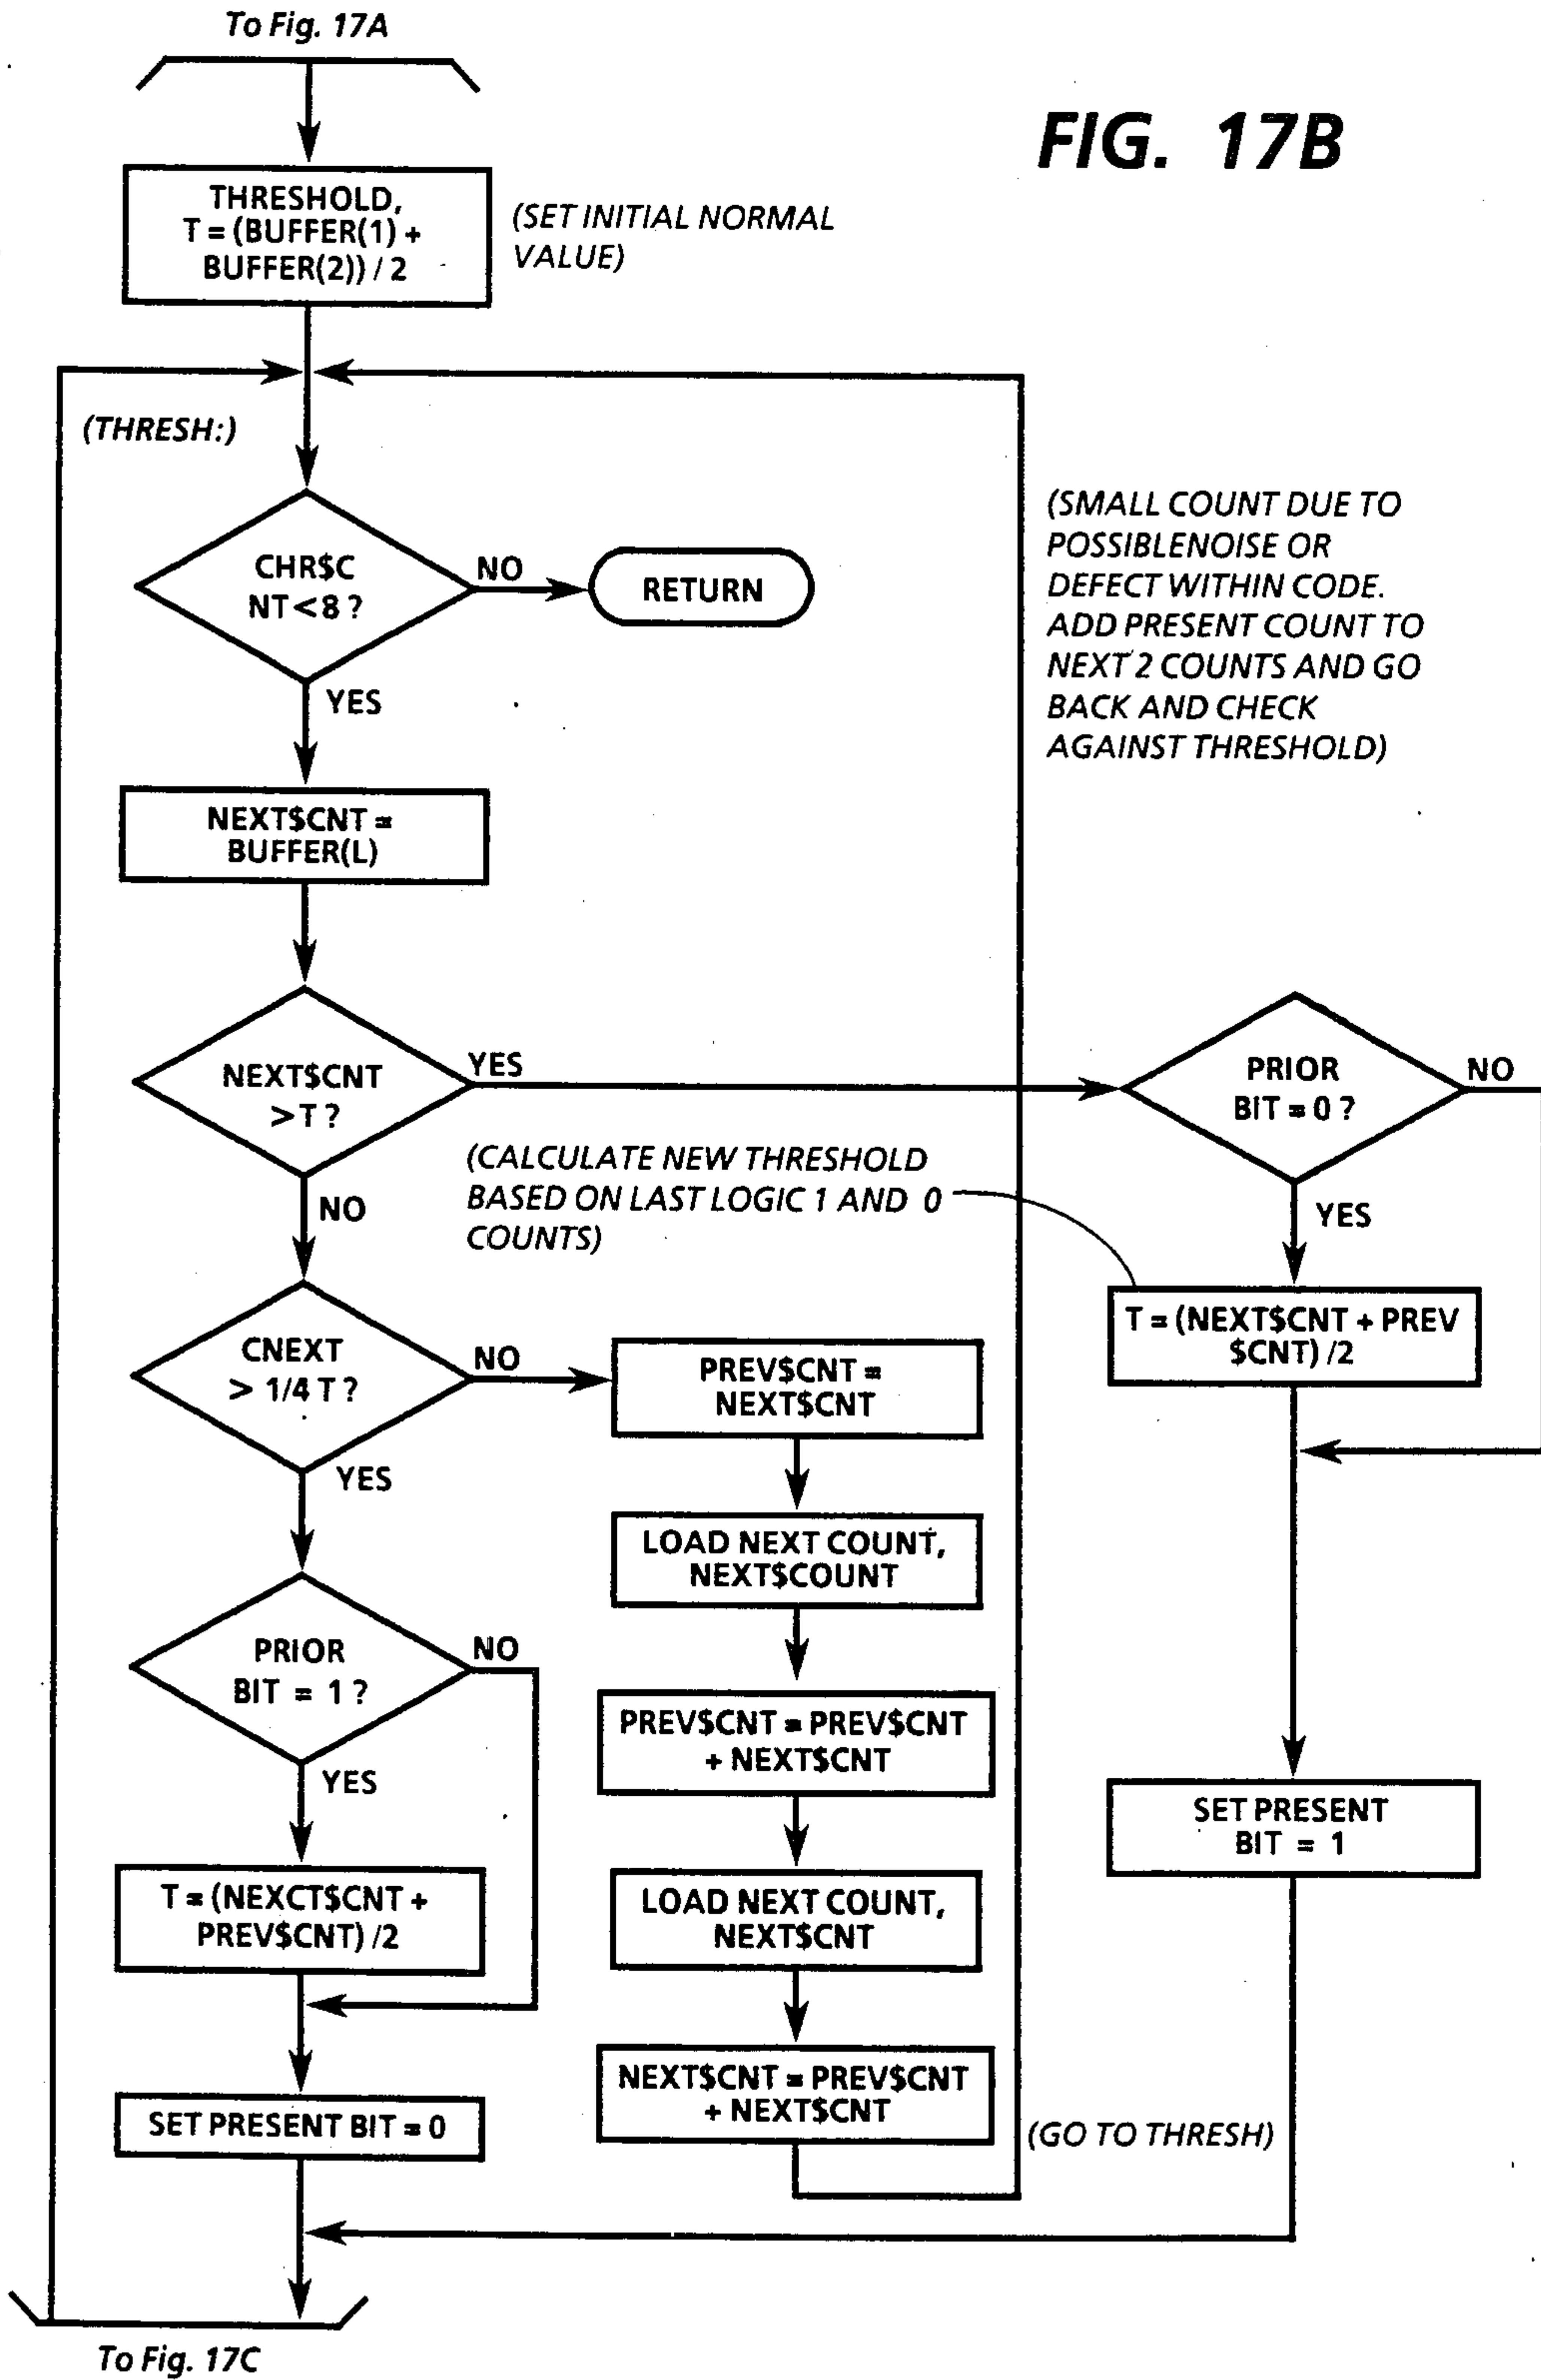 To Fig. 17A
FIG. 17B
THRESHOLD,
T = (BUFFER(1) +
BUFFER(2)) / 2
(SET INITIAL NORMAL
VALUE)
(THRESH:)
CHR$C
NT<8 ?
NO
RETURN
YES
(SMALL COUNT DUE TO
POSSIBLENOISE OR
DEFECT WITHIN CODE.
ADD PRESENT COUNT TO
NEXT 2 COUNTS AND GO
BACK AND CHECK
AGAINST THRESHOLD)
NEXT$CNT =
BUFFER(L)
NEXT$CNT
> T ?
YES
NO
PRIOR
BIT = 0 ?
NO
YES
(CALCULATE NEW THRESHOLD
BASED ON LAST LOGIC 1 AND 0
COUNTS)
T = (NEXT$CNT + PREV
$CNT) /2
CNEXT
> 1/4 T ?
NO
YES
PREV$CNT =
NEXT$CNT
LOAD NEXT COUNT,
NEXT$COUNT
PRIOR
BIT = 1 ?
NO
YES
PREV$CNT = PREV$CNT
+ NEXT$CNT
T = (NEXCT$CNT +
PREV$CNT) /2
LOAD NEXT COUNT,
NEXT$CNT
SET PRESENT
BIT = 1
SET PRESENT BIT = 0
NEXT$CNT = PREV$CNT
+ NEXT$CNT
(GO TO THRESH)
To Fig. 17C